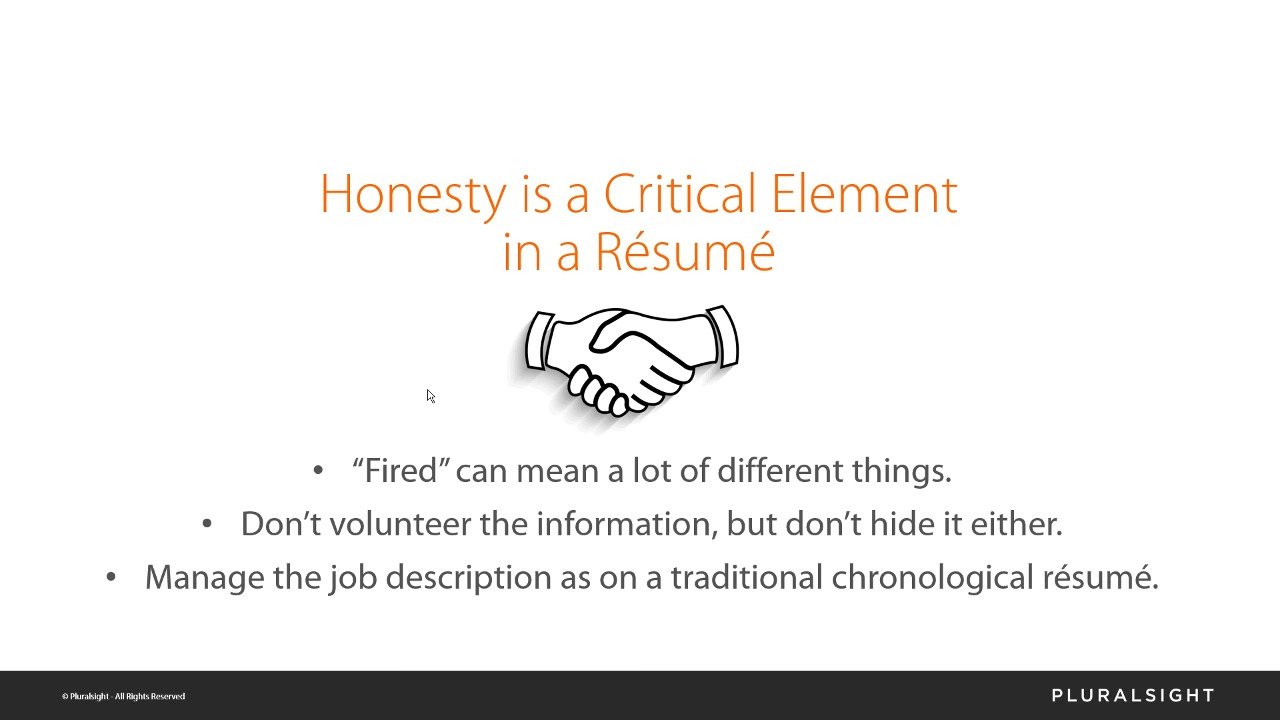 Honesty is a Critical Element
in a Résumé
• “Fired” can mean a lot of different things.
• Don’t volunteer the information, but don’t hide it either.
• Manage the job description as on a traditional chronological résumé.
© Pluralsight - All Rights Reserved
PLURALSIGHT